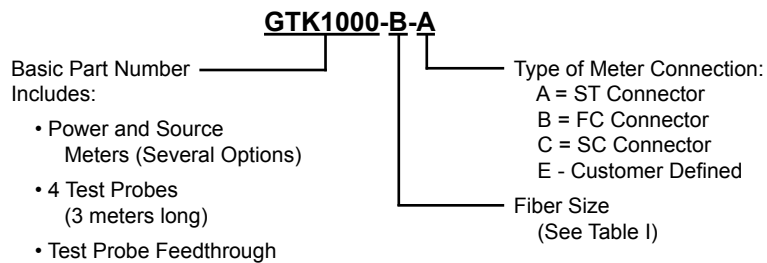 GTK1000-B-A
Basic Part Number
Includes:
• Power and Source
Meters (Several Options)
• 4 Test Probes
(3 meters long)
• Test Probe Feedthrough
Type of Meter Connection:
A = ST Connector
B = FC Connector
C = SC Connector
E - Customer Defined
Fiber Size
(See Table I)